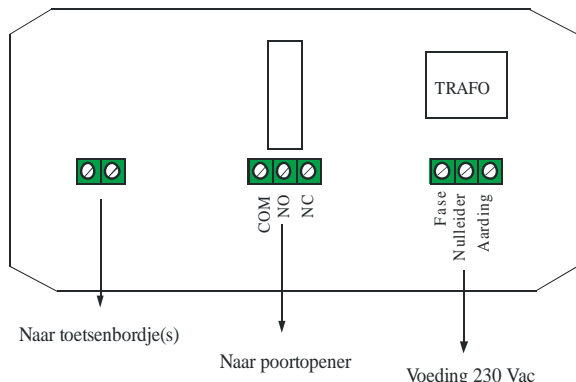 TRAFO
COM
NO
NC
Fase
Nulleider
Aarding
Naar toetsenbordje(s)
Naar poortopener
Voeding 230 Vac